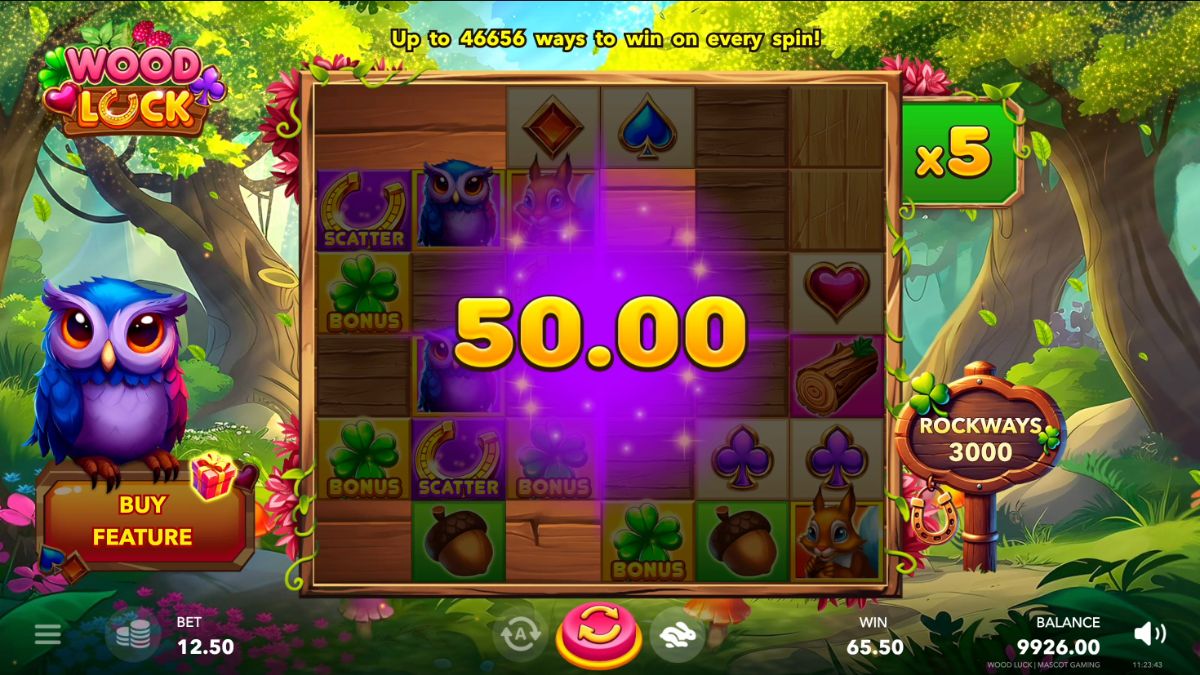 Up to 46656 ways to win on every spin!
WOOD
LUCK
x5
SCATTER
BONUS
50.00
BONUS
SCATTER
BONUS
BONUS
ROCKWAYS
3000
BUY
FEATURE
BET
12.50
A
WIN
65.50
BALANCE
9926.00
WOOD LUCK | MASCOT GAMING
11:23:43